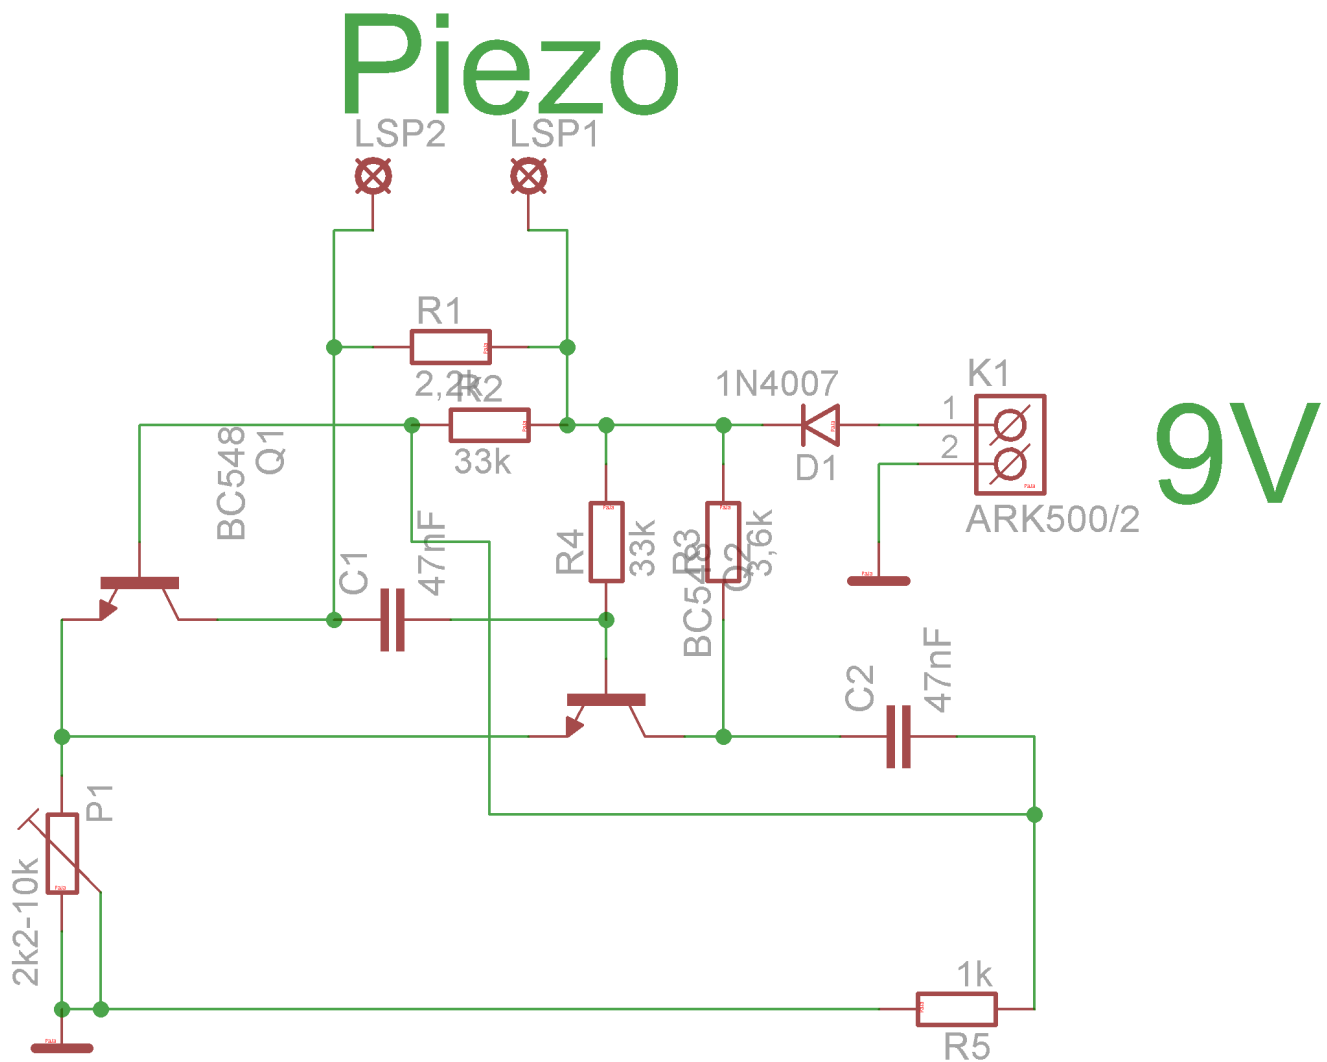 Piezo
LSP2
LSP1
R1
2,2k
R2
33k
1N4007
D1
K1
1
2
ARK500/2
9V
BC548
Q1
C1
47nF
R4
33k
R3
3,6k
BC548
Q2
C2
47nF
P1
2k2-10k
1k
R5